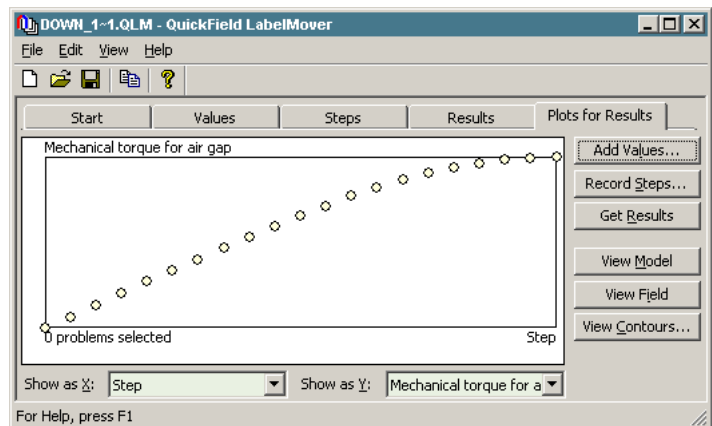 DOWN_1~1.QLM - QuickField LabelMover
File Edit View Help
Start Values Steps Results Plots for Results
Mechanical torque for air gap
0 problems selected Step
Add Values...
Record Steps...
Get Results
View Model
View Field
View Contours...
Show as X: Step Show as Y: Mechanical torque for a
For Help, press F1